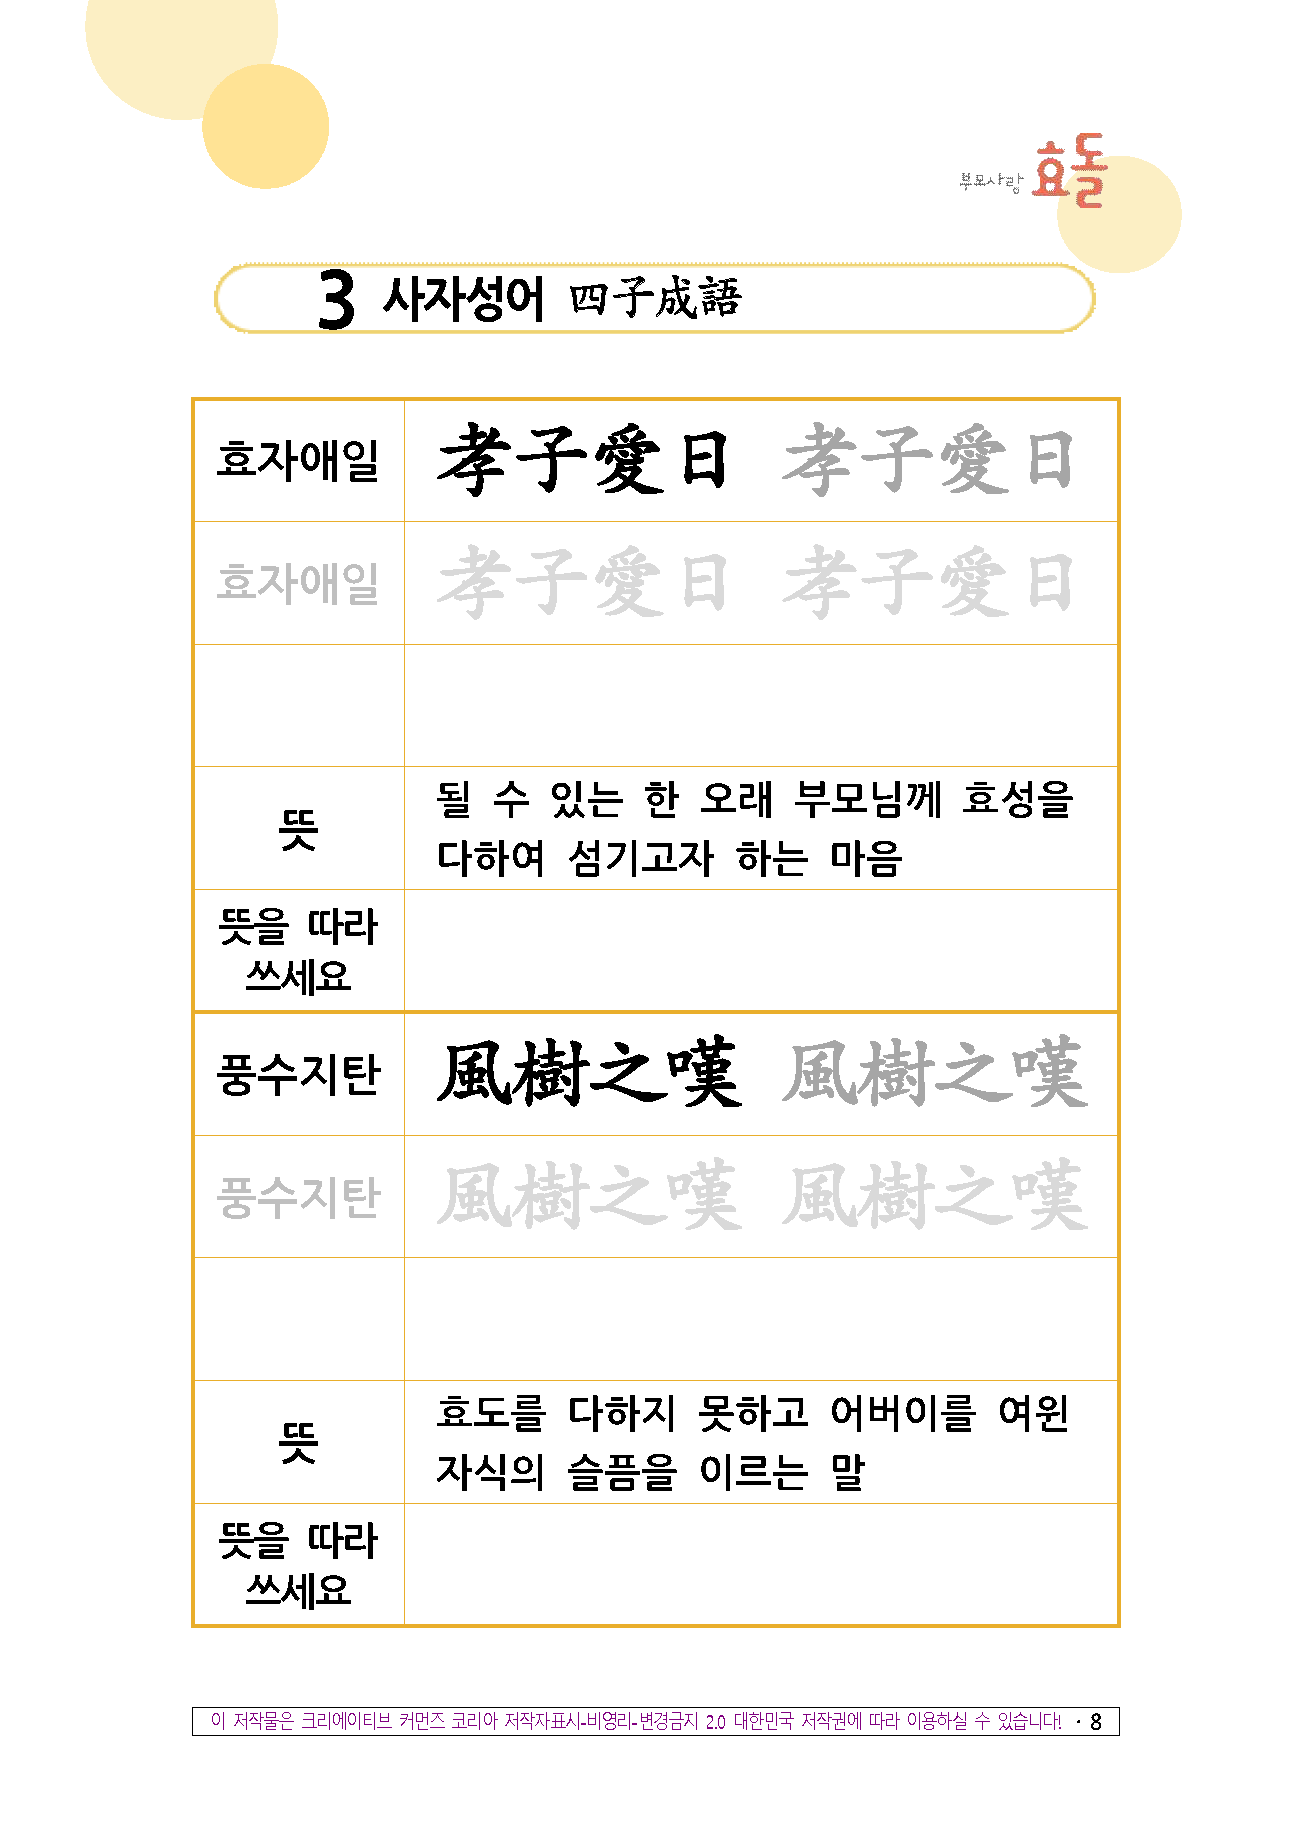 부모사랑 효돌
3 사자성어 四子成語
효자애일 孝子愛日 孝子愛日
효자애일 孝子愛日 孝子愛日
뜻
될 수 있는 한 오래 부모님께 효성을
다하여 섬기고자 하는 마음
뜻을 따라
쓰세요
풍수지탄 風樹之嘆 風樹之嘆
풍수지탄 風樹之嘆 風樹之嘆
뜻
효도를 다하지 못하고 어버이를 여윈
자식의 슬픔을 이르는 말
뜻을 따라
쓰세요
이 저작물은 크리에이티브 커먼즈 코리아 저작자표시-비영리-변경금지 2.0 대한민국 저작권에 따라 이용하실 수 있습니다! · 8